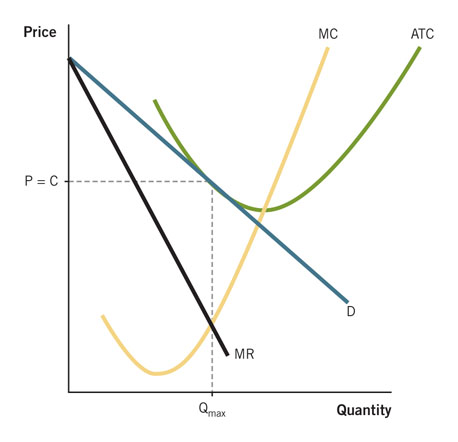 Price
MC
ATC
P = C
D
MR
Qmax
Quantity